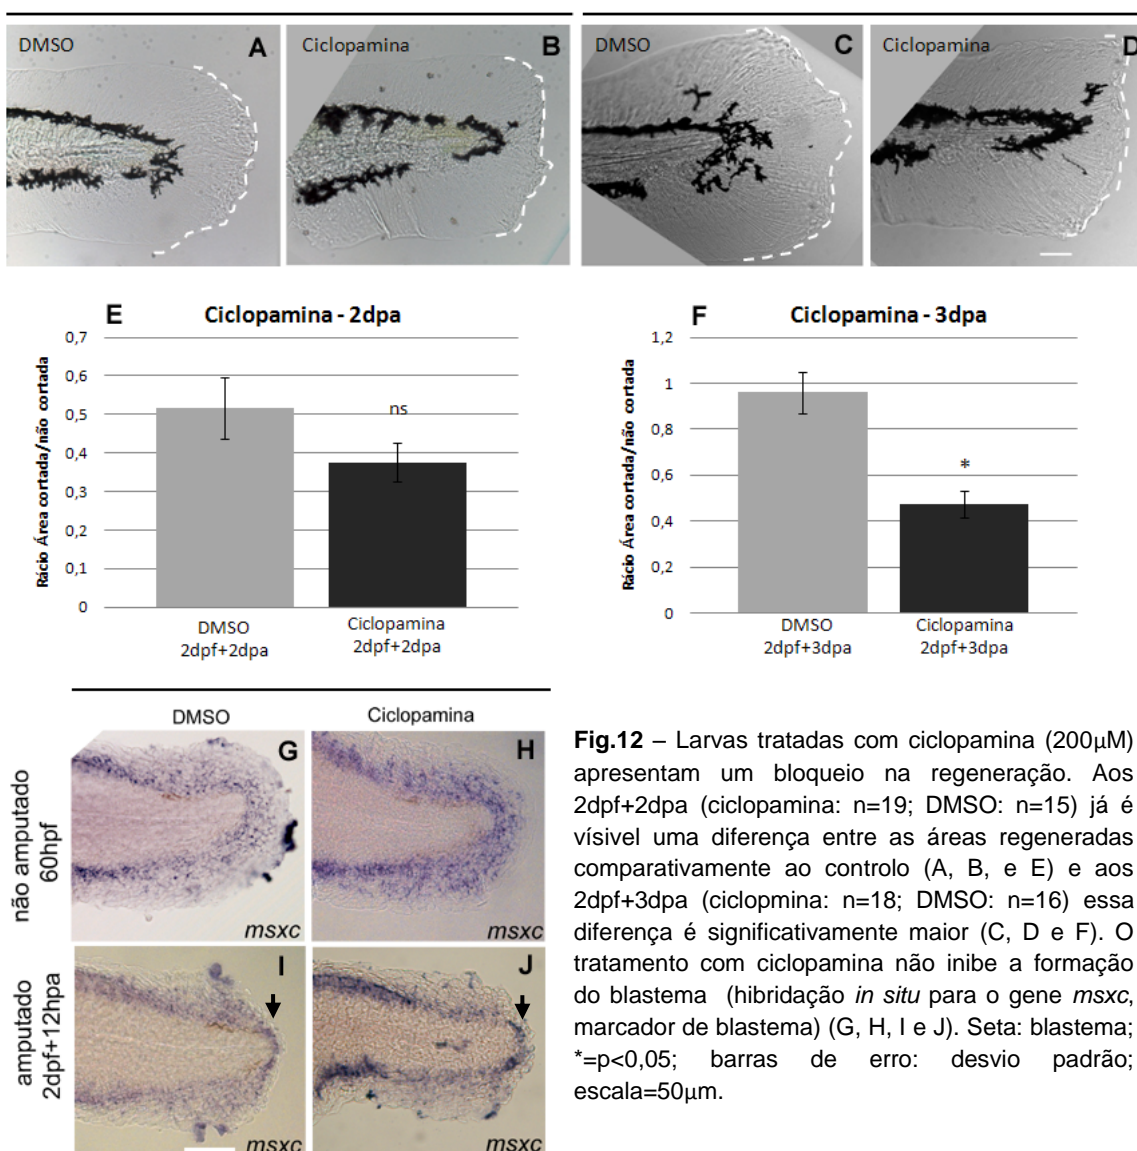 DMSO A
Ciclopamina B
DMSO C
Ciclopamina D
E Ciclopamina - 2dpa
Rácio Área cortada/não cortada
0,7
0,6
0,5
0,4
0,3
0,2
0,1
0
ns
DMSO
2dpf+2dpa
Ciclopamina
2dpf+2dpa
F Ciclopamina - 3dpa
Rácio Área cortada/não cortada
1,2
1
0,8
0,6
0,4
0,2
0
*
DMSO
2dpf+3dpa
Ciclopamina
2dpf+3dpa
DMSO
Ciclopamina
não amputado
60hpf
G
msxc
H
msxc
amputado
2dpf+12hpa
I
msxc
J
msxc
Fig.12 – Larvas tratadas com ciclopamina (200µM)
apresentam um bloqueio na regeneração. Aos
2dpf+2dpa (ciclopamina: n=19; DMSO: n=15) já é
vísivel uma diferença entre as áreas regeneradas
comparativamente ao controlo (A, B, e E) e aos
2dpf+3dpa (ciclopmina: n=18; DMSO: n=16) essa
diferença é significativamente maior (C, D e F). O
tratamento com ciclopamina não inibe a formação
do blastema (hibridação in situ para o gene msxc,
marcador de blastema) (G, H, I e J). Seta: blastema;
*=p<0,05; barras de erro: desvio padrão;
escala=50µm.